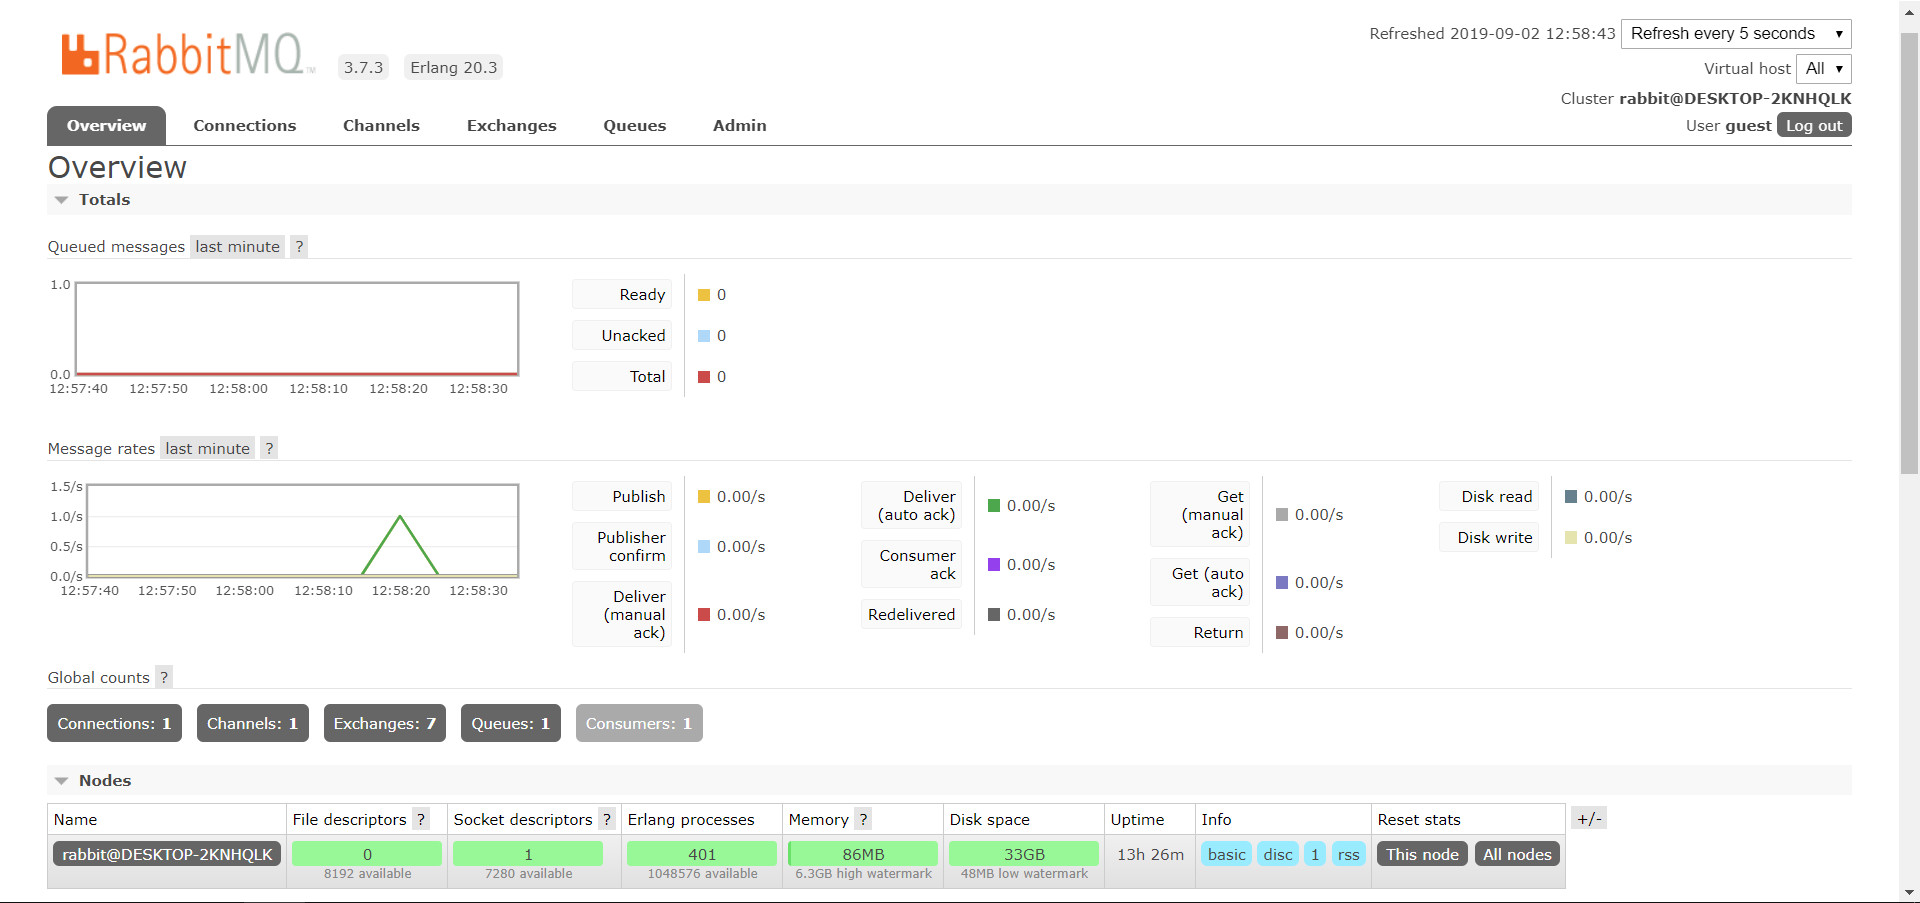 RabbitMQ™ 3.7.3 Erlang 20.3
Refreshed 2019-09-02 12:58:43 Refresh every 5 seconds
Virtual host All
Cluster rabbit@DESKTOP-2KNHQLK
User guest Log out
Overview Connections Channels Exchanges Queues Admin
Overview
Totals
Queued messages last minute ?
1.0
0.0
12:57:40 12:57:50 12:58:00 12:58:10 12:58:20 12:58:30
Ready 0
Unacked 0
Total 0
Message rates last minute ?
1.5/s
1.0/s
0.5/s
0.0/s
12:57:40 12:57:50 12:58:00 12:58:10 12:58:20 12:58:30
Publish 0.00/s
Publisher
confirm 0.00/s
Deliver
(manual
ack) 0.00/s
Deliver
(auto ack) 0.00/s
Consumer
ack 0.00/s
Redelivered 0.00/s
Get
(manual
ack) 0.00/s
Get (auto
ack) 0.00/s
Return 0.00/s
Disk read 0.00/s
Disk write 0.00/s
Global counts ?
Connections: 1 Channels: 1 Exchanges: 7 Queues: 1 Consumers: 1
Nodes
Name File descriptors ? Socket descriptors ? Erlang processes Memory ? Disk space Uptime Info Reset stats +/-
rabbit@DESKTOP-2KNHQLK 0 1 401 86MB 33GB 13h 26m basic disc 1 rss This node All nodes
8192 available 7280 available 1048576 available 6.3GB high watermark 48MB low watermark